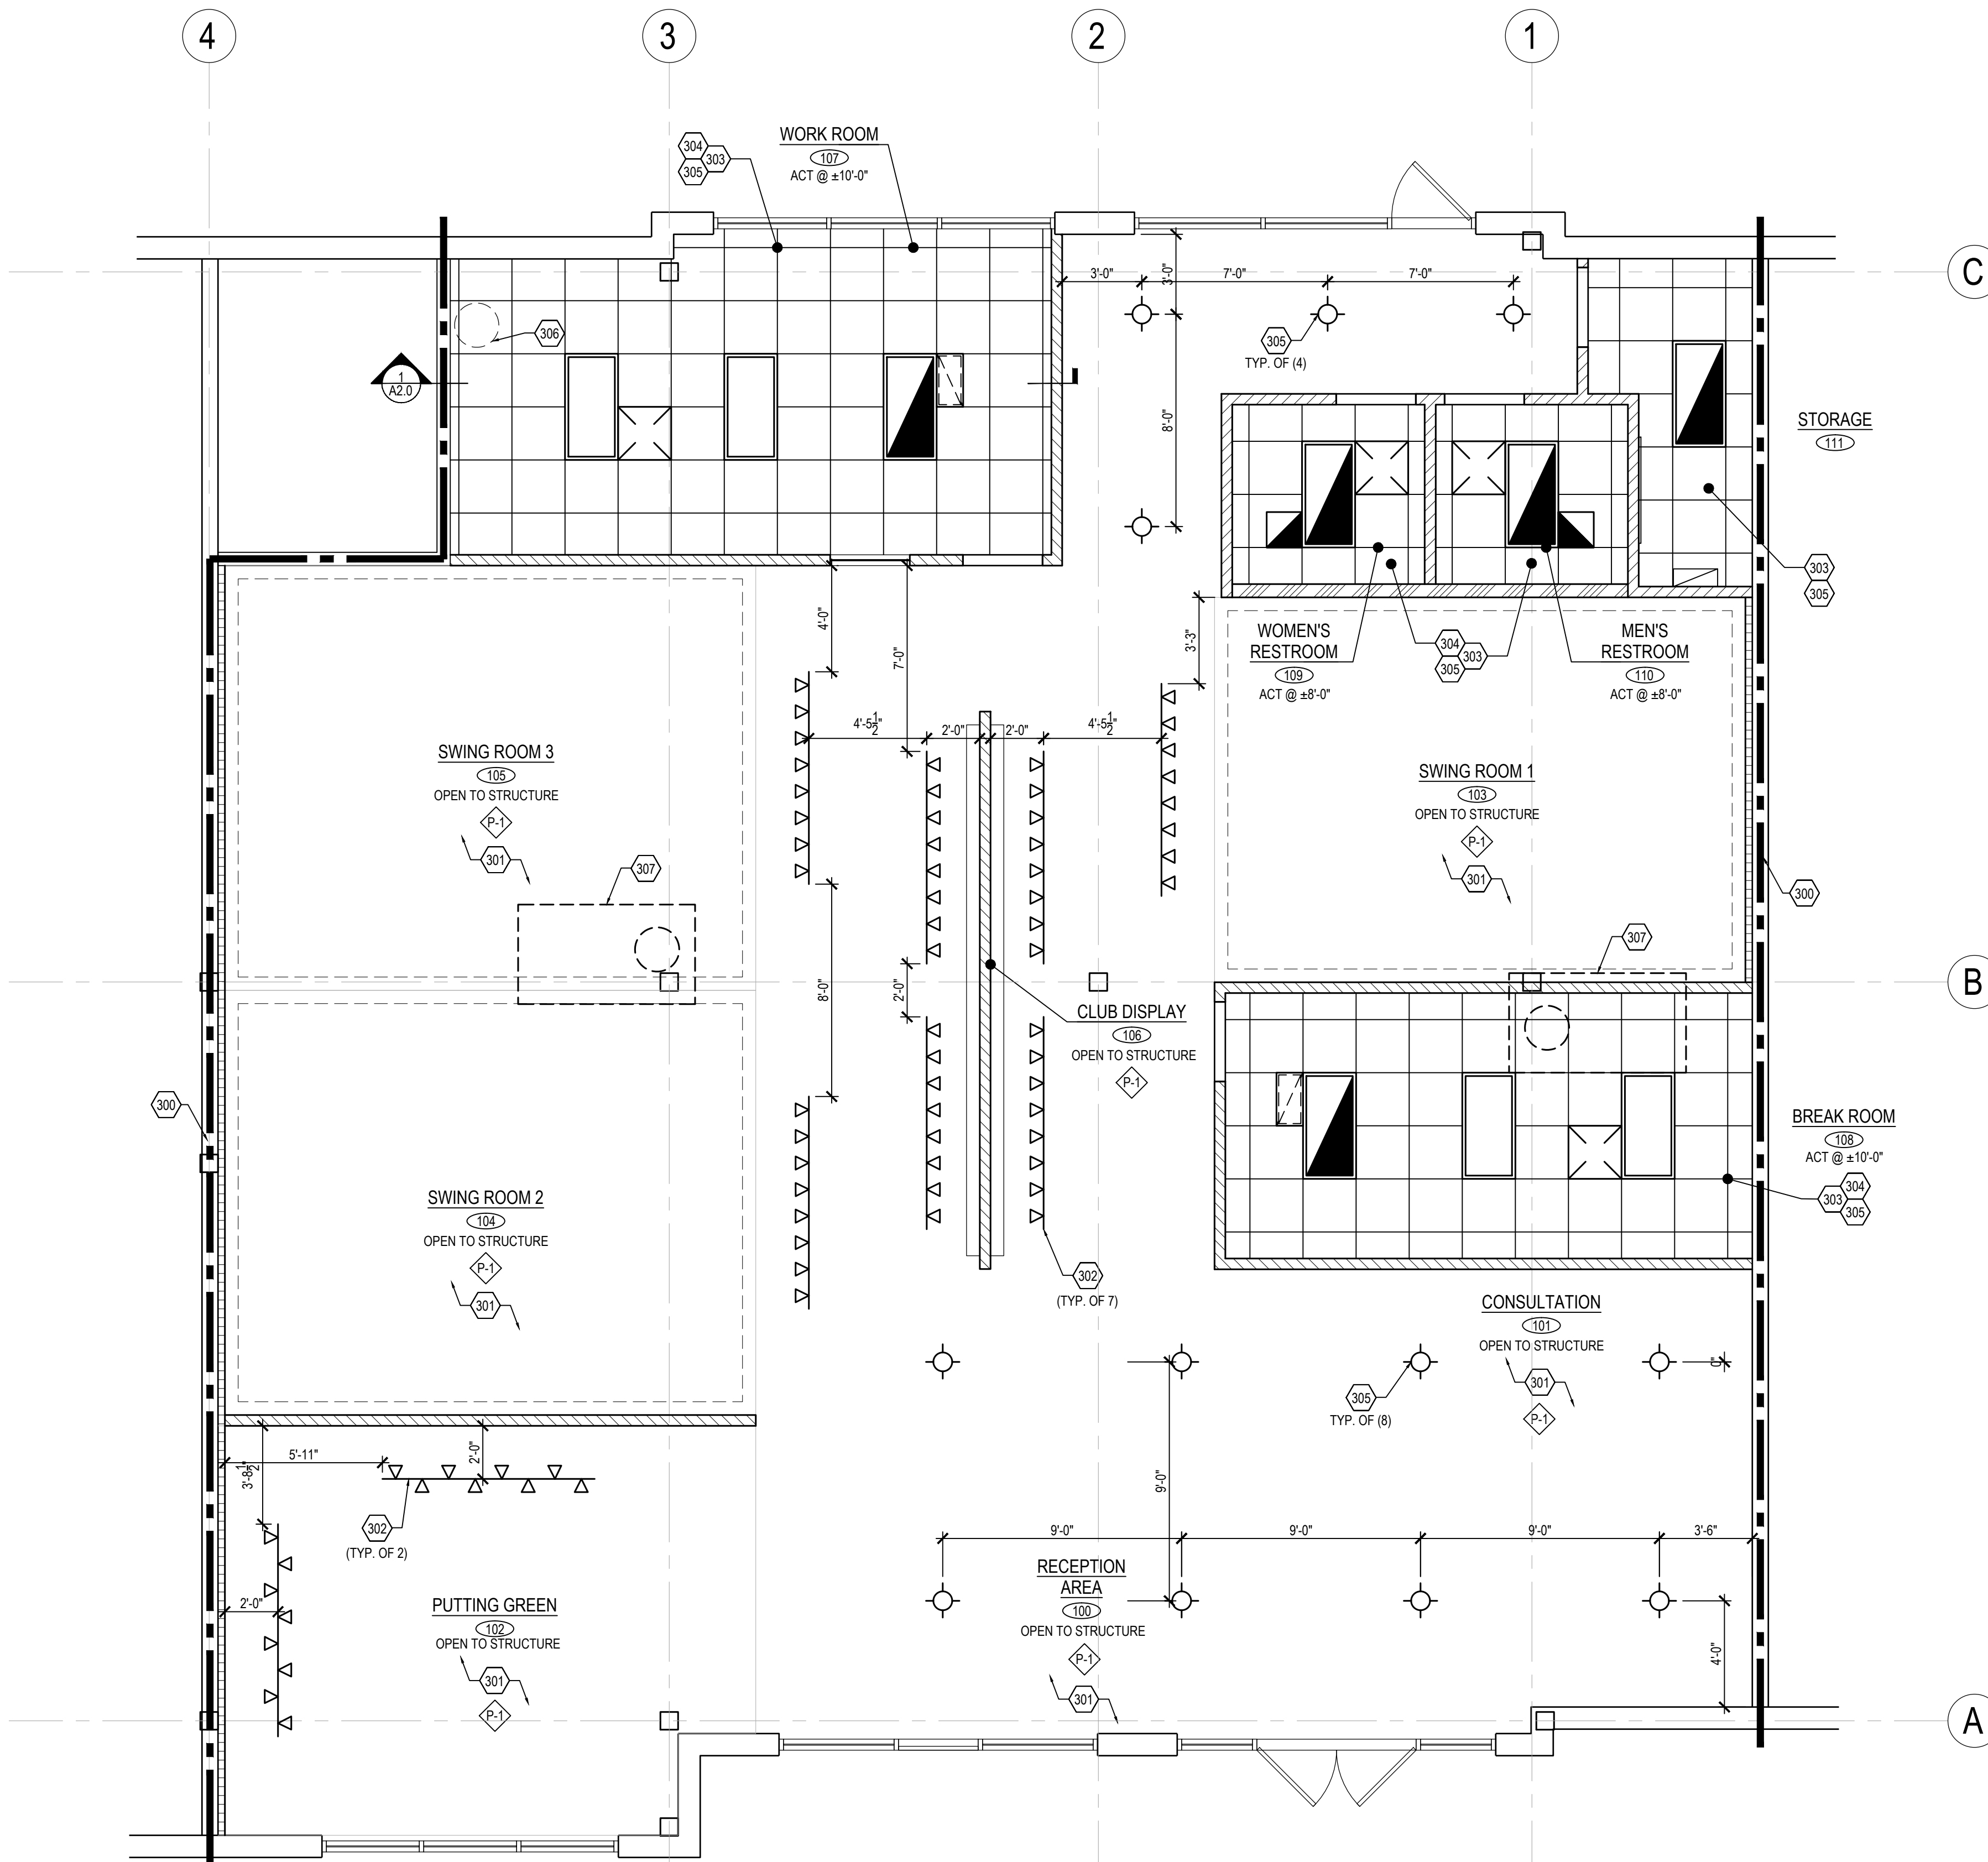 4
3
2
1
WORK ROOM
107
ACT @ ±10'-0"
304
303
305
C
3'-0"
3'-0"
7'-0"
7'-0"
306
305
TYP. OF (4)
1
A2.0
8'-0"
STORAGE
111
303
305
4'-0"
7'-0"
3'-3"
WOMEN'S
RESTROOM
109
ACT @ ±8'-0"
304
303
305
MEN'S
RESTROOM
110
ACT @ ±8'-0"
4'-5 1/2"
2'-0"
2'-0"
4'-5 1/2"
SWING ROOM 3
105
OPEN TO STRUCTURE
P-1
301
307
SWING ROOM 1
103
OPEN TO STRUCTURE
P-1
301
300
307
B
8'-0"
2'-0"
CLUB DISPLAY
106
OPEN TO STRUCTURE
P-1
300
BREAK ROOM
108
ACT @ ±10'-0"
304
303
305
SWING ROOM 2
104
OPEN TO STRUCTURE
P-1
301
302
(TYP. OF 7)
CONSULTATION
101
OPEN TO STRUCTURE
301
P-1
305
TYP. OF (8)
0"
5'-11"
2'-0"
3'-8 1/2"
9'-0"
302
(TYP. OF 2)
9'-0"
9'-0"
9'-0"
3'-6"
RECEPTION
AREA
100
OPEN TO STRUCTURE
P-1
301
2'-0"
PUTTING GREEN
102
OPEN TO STRUCTURE
301
P-1
4'-0"
A